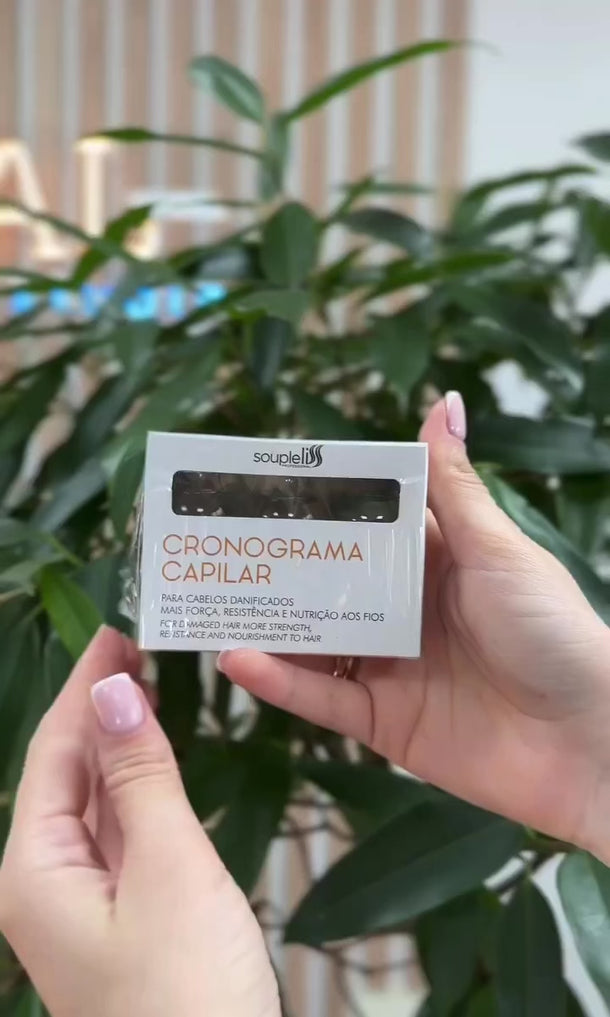 soupleliss
PROFESSIONAL
CRONOGRAMA
CAPILAR
PARA CABELOS DANIFICADOS
MAIS FORÇA, RESISTÊNCIA E NUTRIÇÃO AOS FIOS
FOR DAMAGED HAIR MORE STRENGTH,
RESISTANCE AND NOURISHMENT TO HAIR